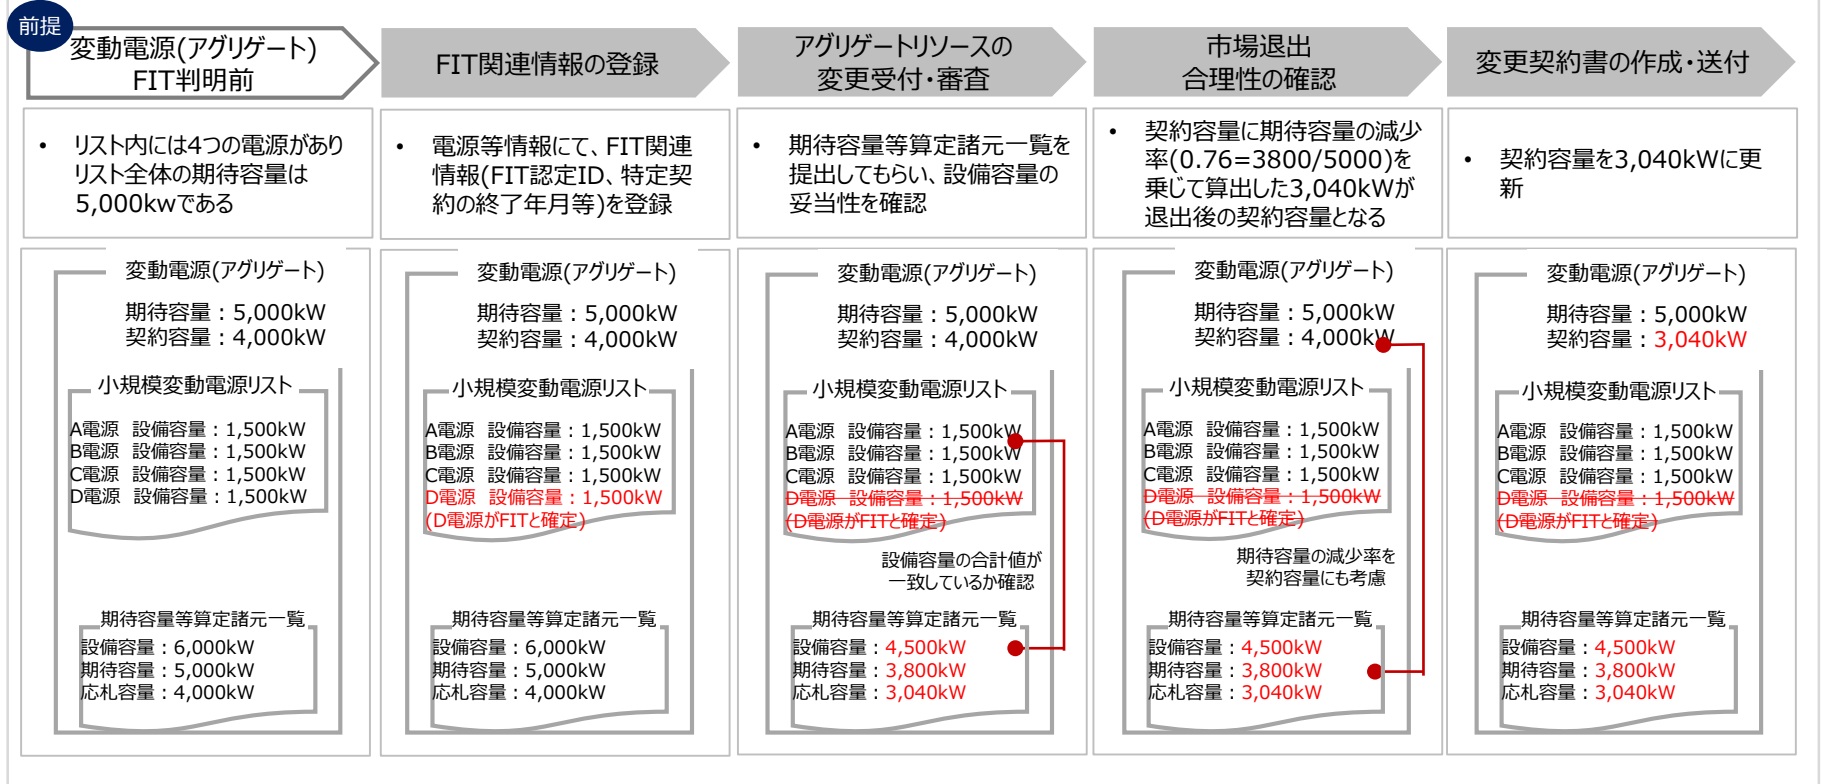 前提
変動電源(アグリゲート)
FIT判明前
FIT関連情報の登録
アグリゲートリソースの
変更受付・審査
市場退出
合理性の確認
変更契約書の作成・送付
• リスト内には4つの電源があり
リスト全体の期待容量は
5,000kwである
• 電源等情報にて、FIT関連
情報(FIT認定ID、特定契
約の終了年月等)を登録
• 期待容量等算定諸元一覧を
提出してもらい、設備容量の
妥当性を確認
• 契約容量に期待容量の減少
率(0.76=3800/5000)を
乗じて算出した3,040kWが
退出後の契約容量となる
• 契約容量を3,040kWに更
新
変動電源(アグリゲート)
期待容量：5,000kW
契約容量：4,000kW
小規模変動電源リスト
A電源 設備容量：1,500kW
B電源 設備容量：1,500kW
C電源 設備容量：1,500kW
D電源 設備容量：1,500kW
期待容量等算定諸元一覧
設備容量：6,000kW
期待容量：5,000kW
応札容量：4,000kW
変動電源(アグリゲート)
期待容量：5,000kW
契約容量：4,000kW
小規模変動電源リスト
A電源 設備容量：1,500kW
B電源 設備容量：1,500kW
C電源 設備容量：1,500kW
D電源 設備容量：1,500kW
(D電源がFITと確定)
期待容量等算定諸元一覧
設備容量：6,000kW
期待容量：5,000kW
応札容量：4,000kW
変動電源(アグリゲート)
期待容量：5,000kW
契約容量：4,000kW
小規模変動電源リスト
A電源 設備容量：1,500kW
B電源 設備容量：1,500kW
C電源 設備容量：1,500kW
D電源 設備容量：1,500kW
(D電源がFITと確定)
設備容量の合計値が
一致しているか確認
期待容量等算定諸元一覧
設備容量：4,500kW
期待容量：3,800kW
応札容量：3,040kW
変動電源(アグリゲート)
期待容量：5,000kW
契約容量：4,000kW
小規模変動電源リスト
A電源 設備容量：1,500kW
B電源 設備容量：1,500kW
C電源 設備容量：1,500kW
D電源 設備容量：1,500kW
(D電源がFITと確定)
期待容量の減少率を
契約容量にも考慮
期待容量等算定諸元一覧
設備容量：4,500kW
期待容量：3,800kW
応札容量：3,040kW
変動電源(アグリゲート)
期待容量：5,000kW
契約容量：3,040kW
小規模変動電源リスト
A電源 設備容量：1,500kW
B電源 設備容量：1,500kW
C電源 設備容量：1,500kW
D電源 設備容量：1,500kW
(D電源がFITと確定)
期待容量等算定諸元一覧
設備容量：4,500kW
期待容量：3,800kW
応札容量：3,040kW